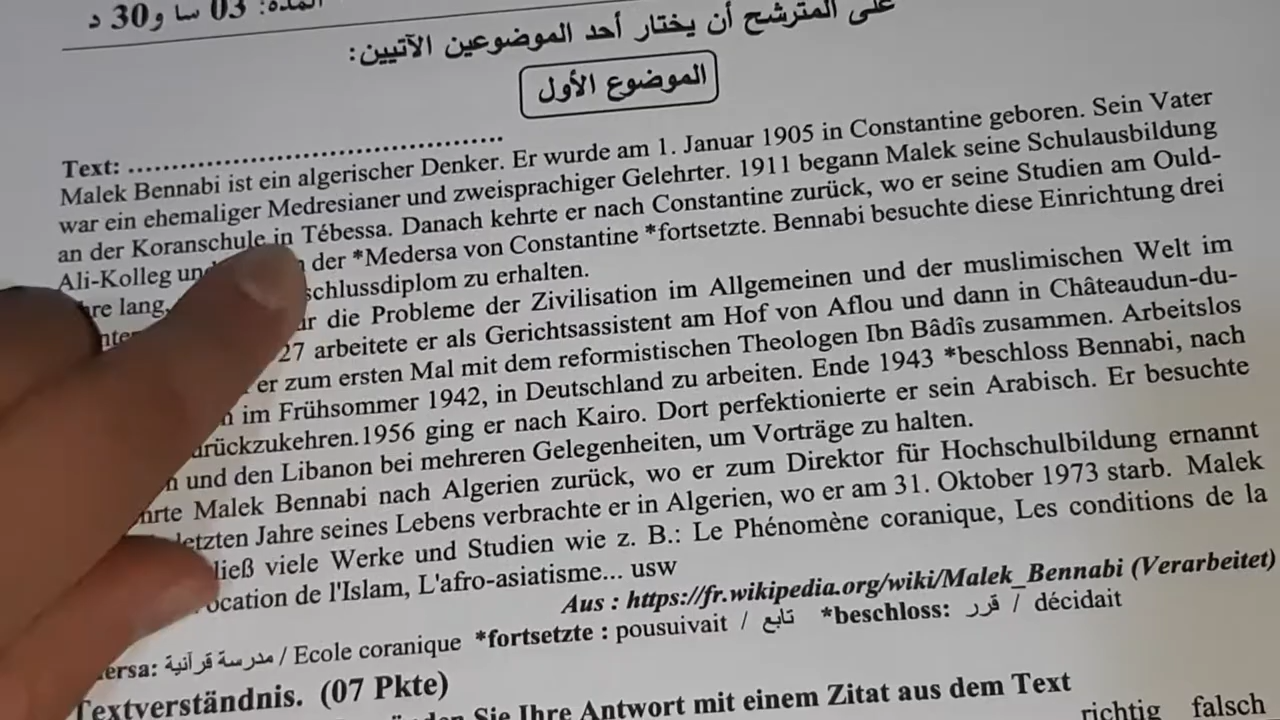 المدة: 03 سا و30 د
على المترشح أن يختار أحد الموضوعين الآتيين:
الموضوع الأول
Text: ............................................
Malek Bennabi ist ein algerischer Denker. Er wurde am 1. Januar 1905 in Constantine geboren. Sein Vater
war ein ehemaliger Medresianer und zweisprachiger Gelehrter. 1911 begann Malek seine Schulausbildung
an der Koranschule in Tébessa. Danach kehrte er nach Constantine zurück, wo er seine Studien am Ould-
Ali-Kolleg und der *Medersa von Constantine *fortsetzte. Bennabi besuchte diese Einrichtung drei
lang, schlussdiplom zu erhalten.
die Probleme der Zivilisation im Allgemeinen und der muslimischen Welt im
27 arbeitete er als Gerichtsassistent am Hof von Aflou und dann in Châteaudun-du-
er zum ersten Mal mit dem reformistischen Theologen Ibn Bâdîs zusammen. Arbeitslos
im Frühsommer 1942, in Deutschland zu arbeiten. Ende 1943 *beschloss Bennabi, nach
rückzukehren.1956 ging er nach Kairo. Dort perfektionierte er sein Arabisch. Er besuchte
und den Libanon bei mehreren Gelegenheiten, um Vorträge zu halten.
hrte Malek Bennabi nach Algerien zurück, wo er zum Direktor für Hochschulbildung ernannt
letzten Jahre seines Lebens verbrachte er in Algerien, wo er am 31. Oktober 1973 starb. Malek
ließ viele Werke und Studien wie z. B.: Le Phénomène coranique, Les conditions de la
ocation de l'Islam, L'afro-asiatisme... usw
Aus : https://fr.wikipedia.org/wiki/Malek_Bennabi (Verarbeitet)
ersa: مدرسة قرآنية / Ecole coranique *fortsetzte : pousuivait / تابع *beschloss: قرر / décidait
Textverständnis. (07 Pkte)
Sie Ihre Antwort mit einem Zitat aus dem Text
richtig falsch